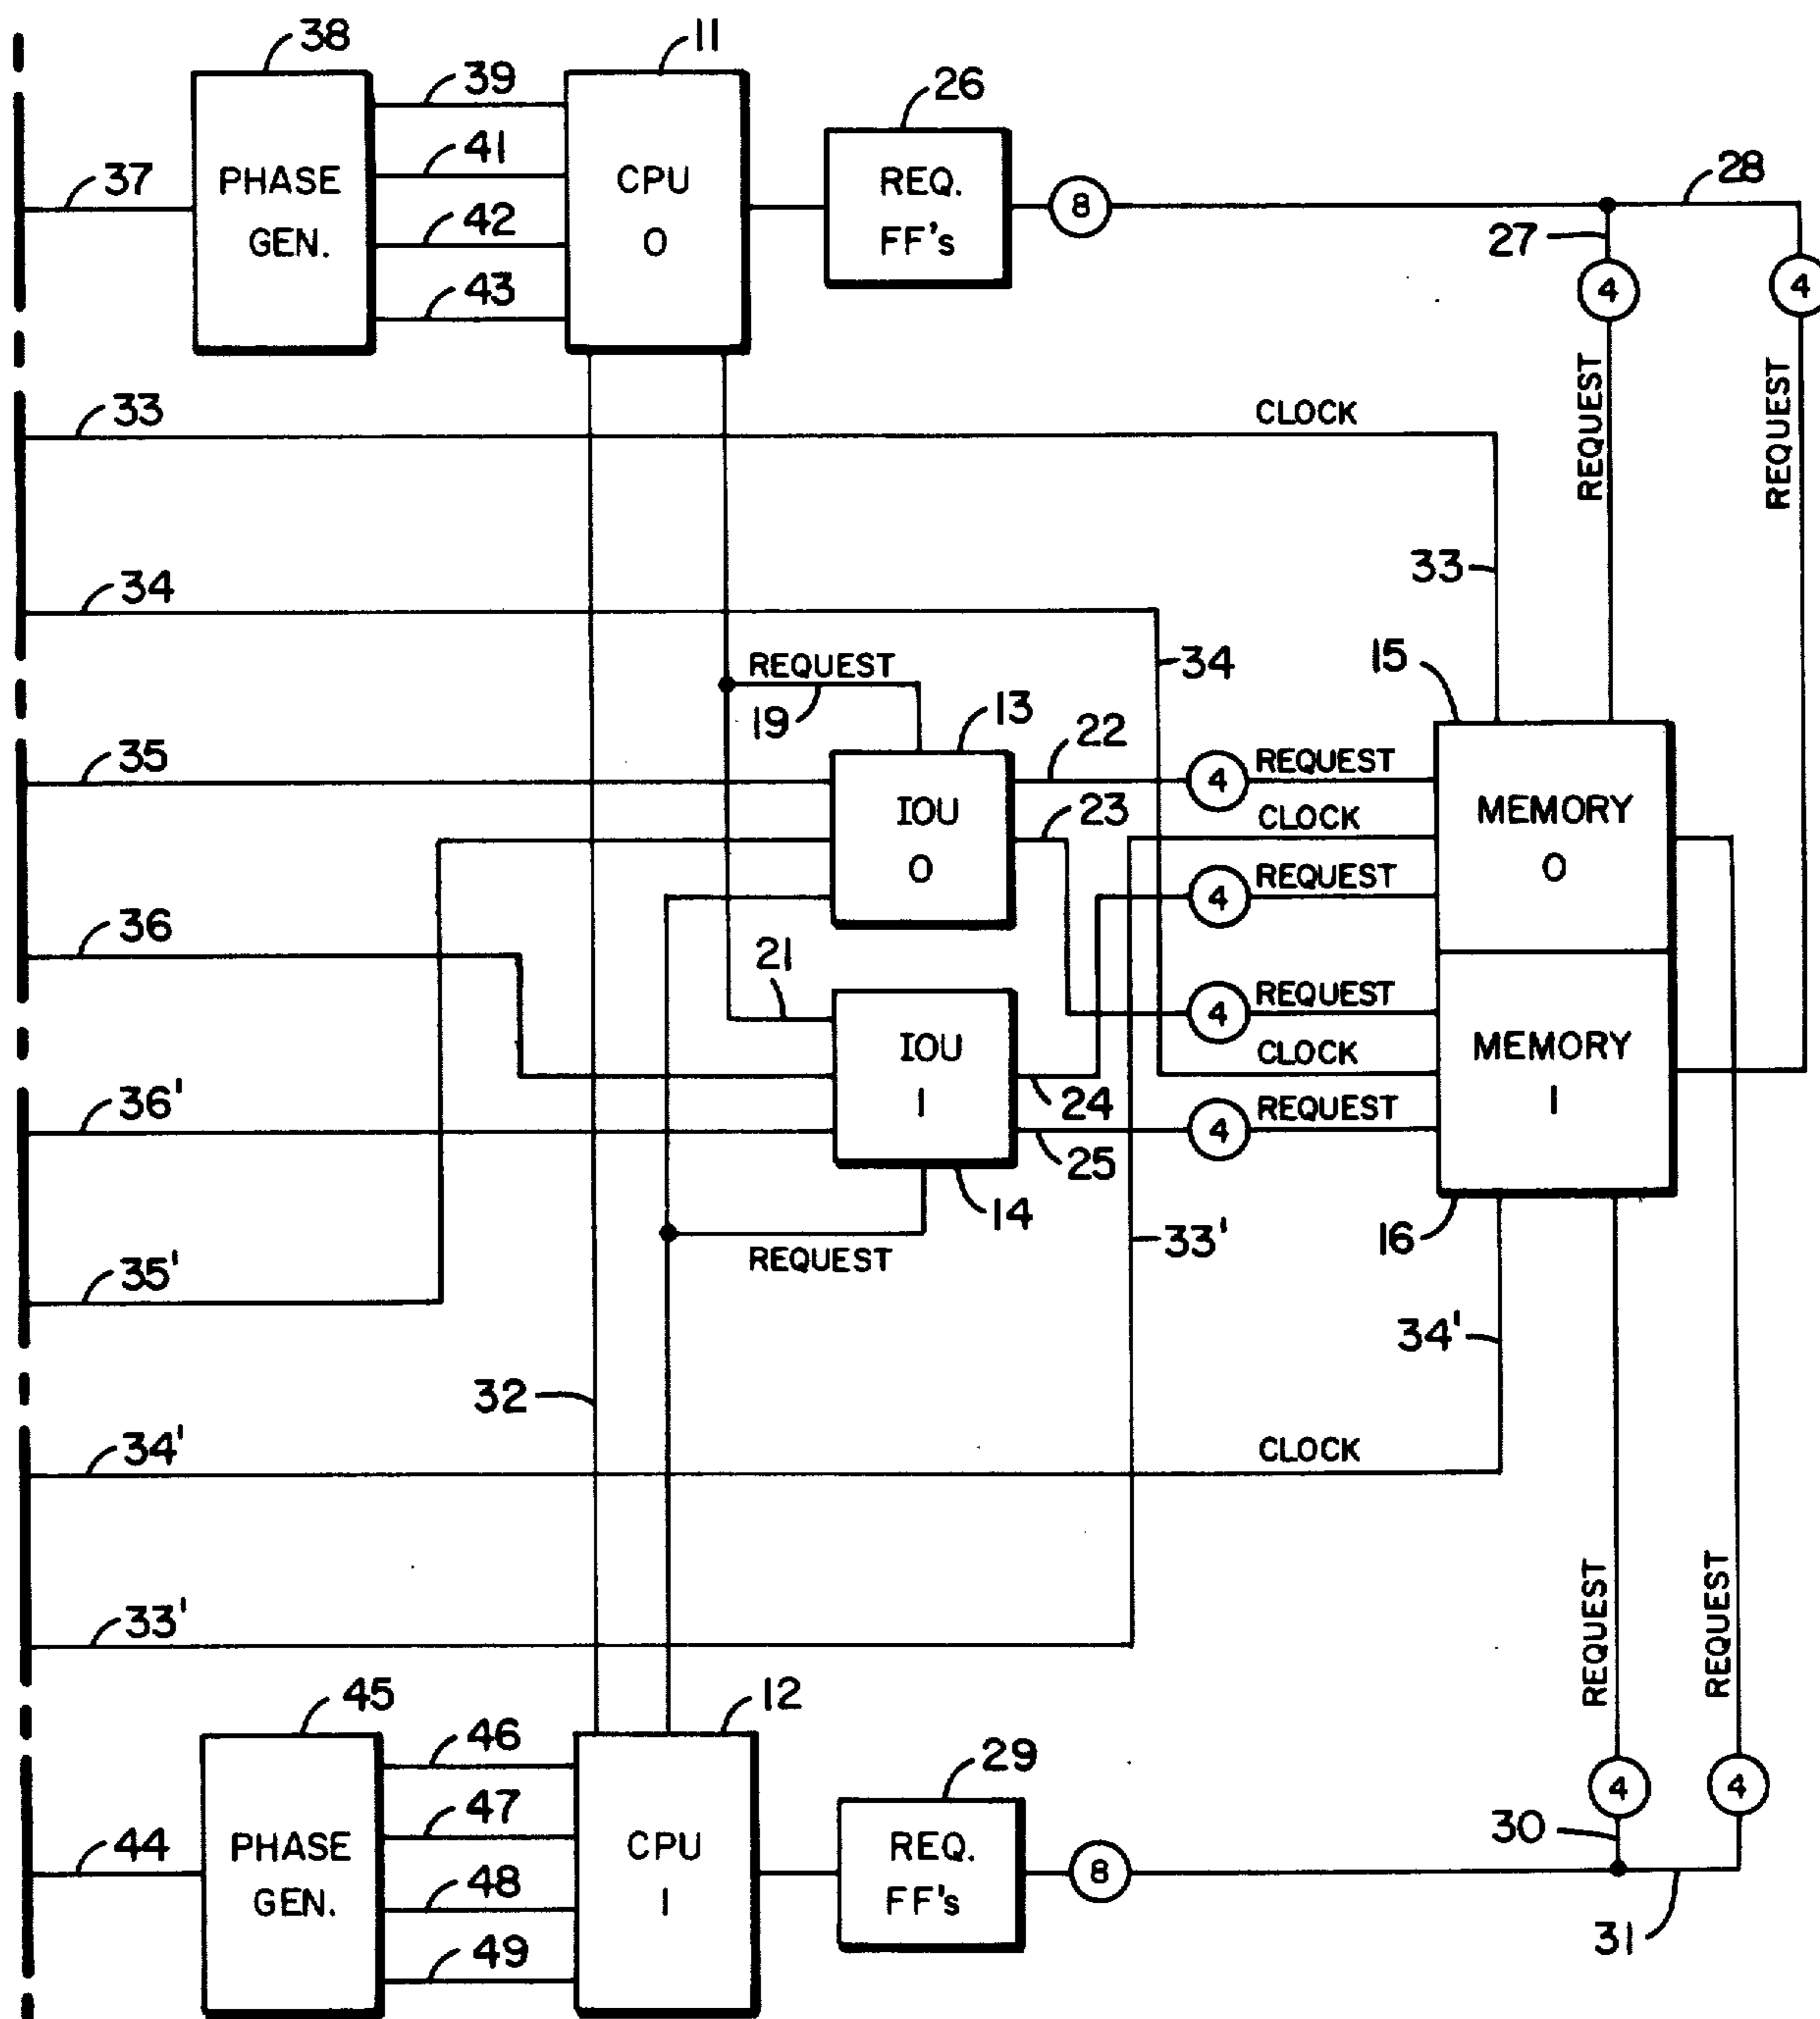 38
11
39
26
37
PHASE
GEN.
41
CPU
0
REQ.
FF's
8
28
42
27
43
4
4
REQUEST
REQUEST
33
CLOCK
34
33
REQUEST
34
15
19
13
22
35
4
REQUEST
IOU
0
23
CLOCK
MEMORY
0
4
REQUEST
36
21
4
REQUEST
IOU
1
CLOCK
MEMORY
1
36'
24
4
REQUEST
25
14
33'
16
REQUEST
35'
34'
32
34'
CLOCK
REQUEST
REQUEST
33'
45
12
46
29
4
4
47
30
44
PHASE
GEN.
CPU
1
REQ.
FF's
8
48
31
49